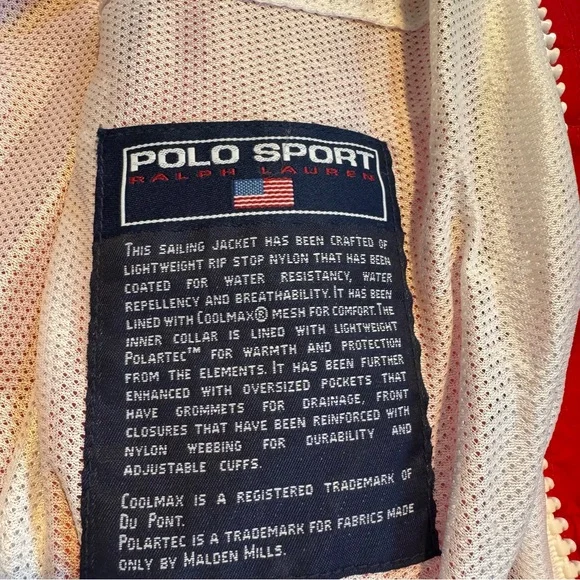 POLO SPORT
RALPH LAUREN
THIS SAILING JACKET HAS BEEN CRAFTED OF
LIGHTWEIGHT RIP STOP NYLON THAT HAS BEEN
COATED FOR WATER RESISTANCY, WATER
REPELLENCY AND BREATHABILITY. IT HAS BEEN
LINED WITH COOLMAX® MESH FOR COMFORT. THE
INNER COLLAR IS LINED WITH LIGHTWEIGHT
POLARTEC™ FOR WARMTH AND PROTECTION
FROM THE ELEMENTS. IT HAS BEEN FURTHER
ENHANCED WITH OVERSIZED POCKETS THAT
HAVE GROMMETS FOR DRAINAGE, FRONT
CLOSURES THAT HAVE BEEN REINFORCED WITH
NYLON WEBBING FOR DURABILITY AND
ADJUSTABLE CUFFS.
COOLMAX IS A REGISTERED TRADEMARK OF
DU PONT.
POLARTEC IS A TRADEMARK FOR FABRICS MADE
ONLY BY MALDEN MILLS.